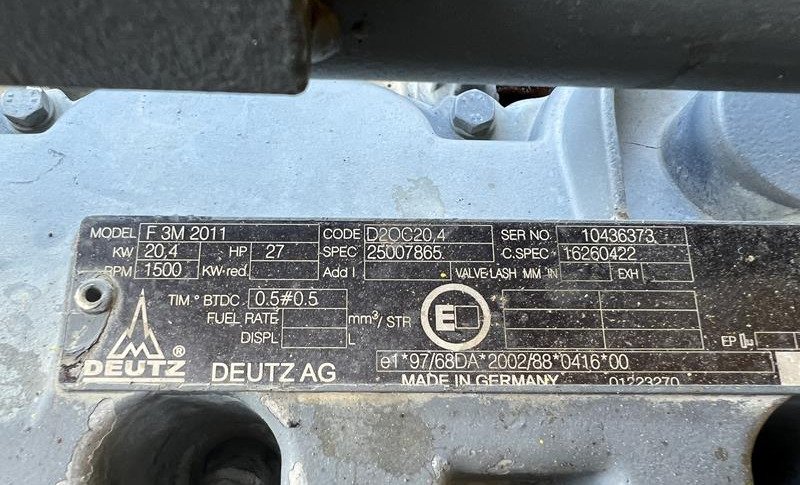 MODEL F 3M 2011 CODE D2OC20,4 SER NO. 10436373
KW 20,4 HP 27 SPEC 25007865 C.SPEC 16260422
RPM 1500 KW-red. Add I VALVE LASH MM IN EXH
TIM ° BTDC 0.5#0.5
FUEL RATE mm³/STR
DISPL L
E
EP
e1*97/68DA*2002/88*0416*00
DEUTZ ® DEUTZ AG MADE IN GERMANY 01223270